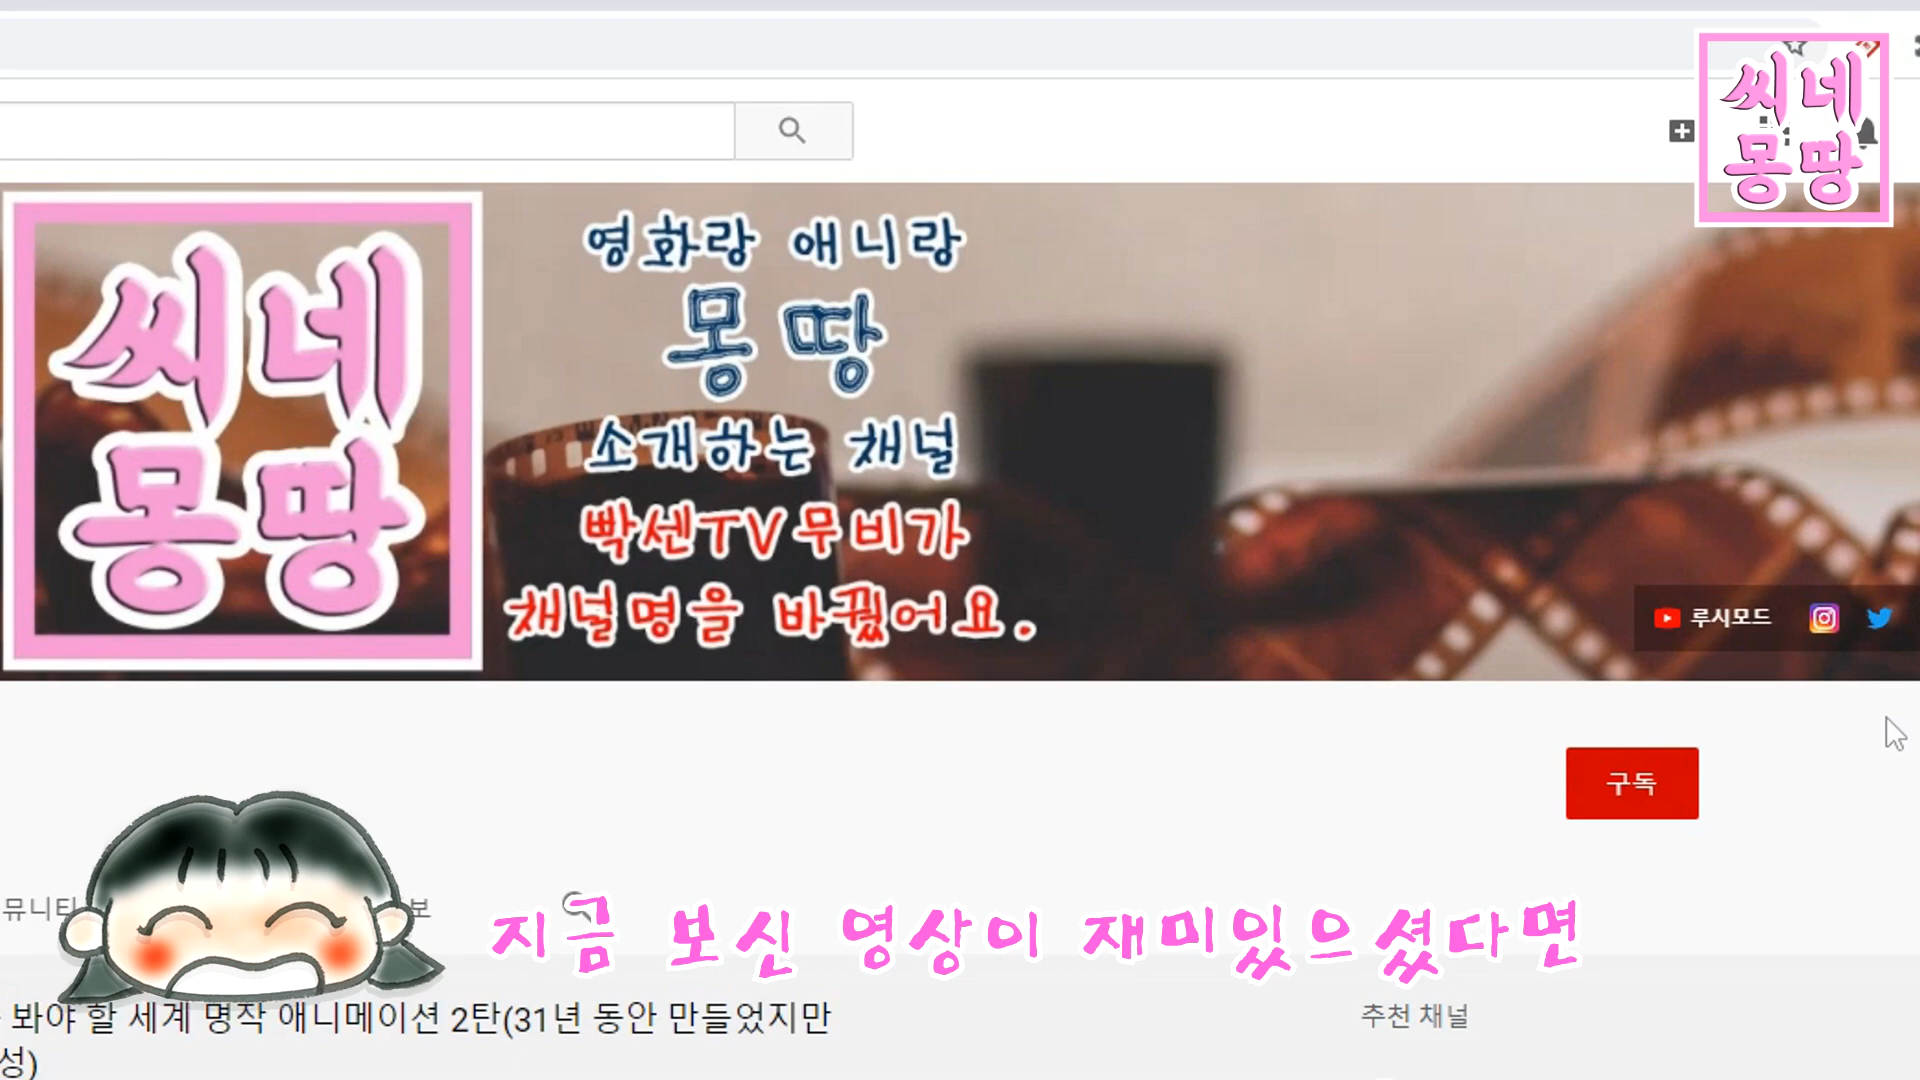 씨네
몽땅
씨네
몽땅
영화랑 애니랑
몽땅
소개하는 채널
빡센TV무비가
채널명을 바꿨어요.
루시모드
구독
뮤니티
보
지금 보신 영상이 재미있으셨다면
봐야 할 세계 명작 애니메이션 2탄(31년 동안 만들었지만
성)
추천 채널